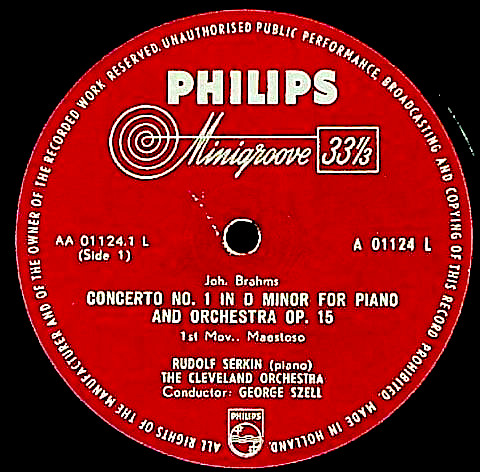 ALL RIGHTS OF THE MANUFACTURER AND OF THE OWNER OF THE RECORDED WORK RESERVED. UNAUTHORISED PUBLIC PERFORMANCE, BROADCASTING AND COPYING OF THIS RECORD PROHIBITED. MADE IN HOLLAND.
PHILIPS
Minigroove 33⅓
AA 01124.1 L
(Side 1)
A 01124 L
Joh. Brahms
CONCERTO NO. 1 IN D MINOR FOR PIANO
AND ORCHESTRA OP. 15
1st Mov.. Maestoso
RUDOLF SERKIN (piano)
THE CLEVELAND ORCHESTRA
Conductor: GEORGE SZELL
PHILIPS